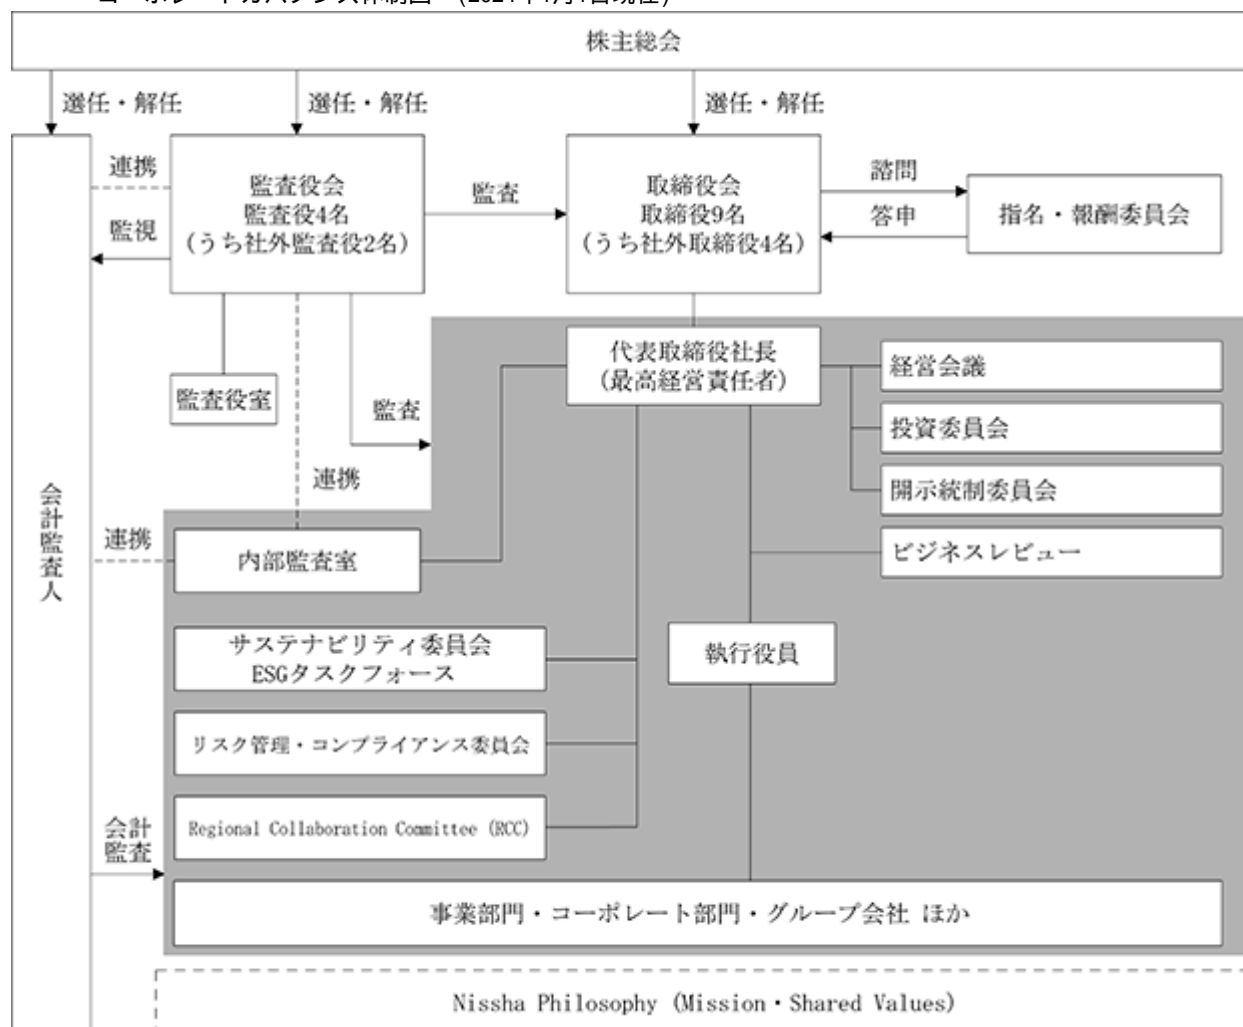 株主総会
選任・解任
選任・解任
選任・解任
連携
監査役会
監査役4名
(うち社外監査役2名)
監査
取締役会
取締役9名
(うち社外取締役4名)
諮問
答申
指名・報酬委員会
監視
代表取締役社長
(最高経営責任者)
経営会議
監査役室
監査
投資委員会
連携
開示統制委員会
会計監査人
連携
内部監査室
ビジネスレビュー
サステナビリティ委員会
ESGタスクフォース
執行役員
リスク管理・コンプライアンス委員会
会計
監査
Regional Collaboration Committee (RCC)
事業部門・コーポレート部門・グループ会社 ほか
Nissha Philosophy (Mission・Shared Values)